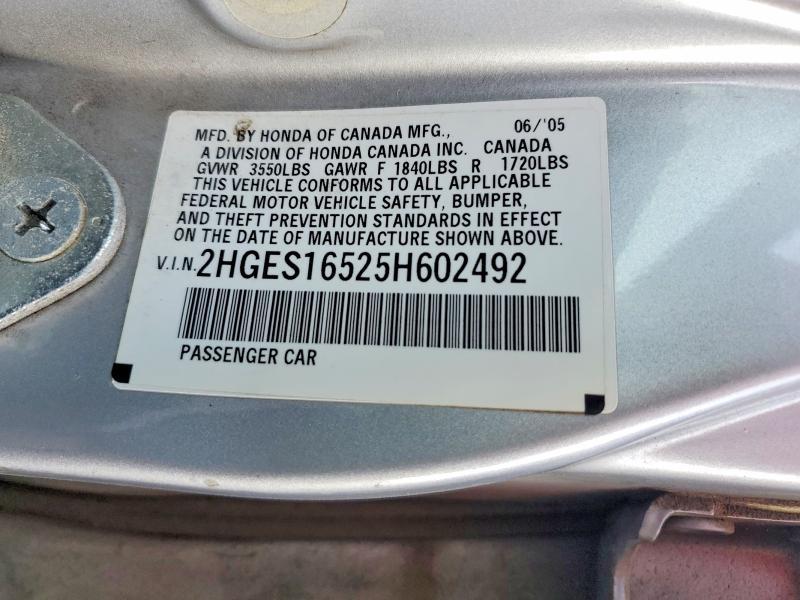 MFD. BY HONDA OF CANADA MFG., 06/'05
A DIVISION OF HONDA CANADA INC. CANADA
GVWR 3550LBS GAWR F 1840LBS R 1720LBS
THIS VEHICLE CONFORMS TO ALL APPLICABLE
FEDERAL MOTOR VEHICLE SAFETY, BUMPER,
AND THEFT PREVENTION STANDARDS IN EFFECT
ON THE DATE OF MANUFACTURE SHOWN ABOVE.
V.I.N. 2HGES16525H602492
PASSENGER CAR